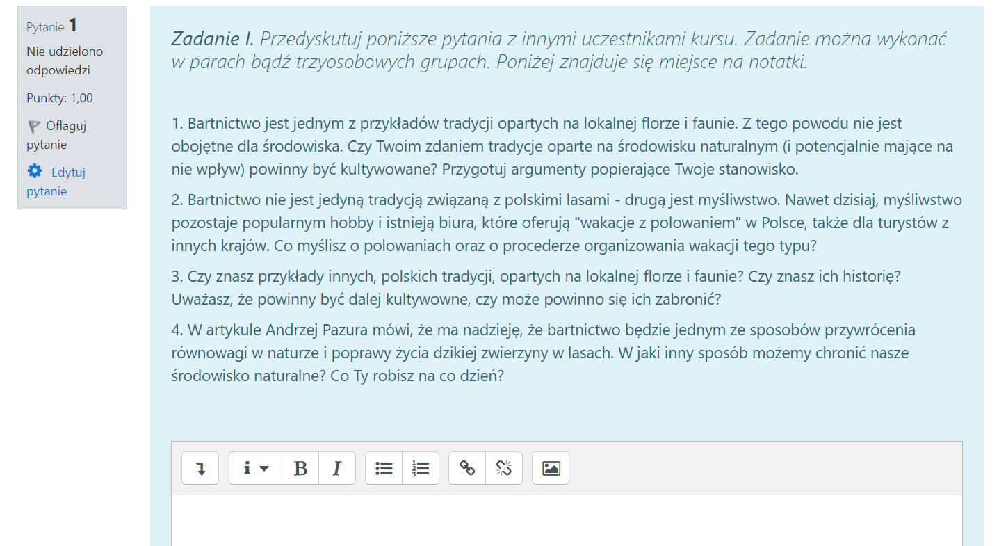 Pytanie 1
Nie udzielono
odpowiedzi
Punkty: 1,00
Oflaguj
pytanie
Edytuj
pytanie
Zadanie I. Przedyskutuj poniższe pytania z innymi uczestnikami kursu. Zadanie można wykonać
w parach bądź trzyosobowych grupach. Poniżej znajduje się miejsce na notatki.
1. Bartnictwo jest jednym z przykładów tradycji opartych na lokalnej florze i faunie. Z tego powodu nie jest
obojętne dla środowiska. Czy Twoim zdaniem tradycje oparte na środowisku naturalnym (i potencjalnie mające na
nie wpływ) powinny być kultywowane? Przygotuj argumenty popierające Twoje stanowisko.
2. Bartnictwo nie jest jedyną tradycją związaną z polskimi lasami - drugą jest myśliwstwo. Nawet dzisiaj, myśliwstwo
pozostaje popularnym hobby i istnieją biura, które oferują "wakacje z polowaniem" w Polsce, także dla turystów z
innych krajów. Co myślisz o polowaniach oraz o procederze organizowania wakacji tego typu?
3. Czy znasz przykłady innych, polskich tradycji, opartych na lokalnej florze i faunie? Czy znasz ich historię?
Uważasz, że powinny być dalej kultywowne, czy może powinno się ich zabronić?
4. W artykule Andrzej Pazura mówi, że ma nadzieję, że bartnictwo będzie jednym ze sposobów przywrócenia
równowagi w naturze i poprawy życia dzikiej zwierzyny w lasach. W jaki inny sposób możemy chronić nasze
środowisko naturalne? Co Ty robisz na co dzień?